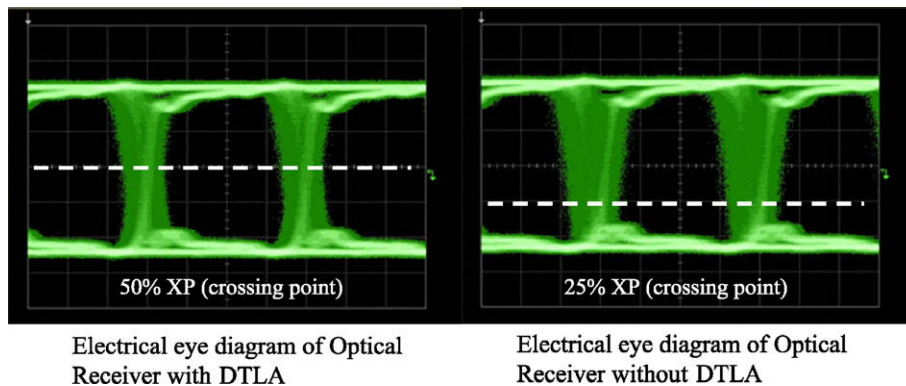 50% XP (crossing point)
25% XP (crossing point)
Electrical eye diagram of Optical
Receiver with DTLA
Electrical eye diagram of Optical
Receiver without DTLA